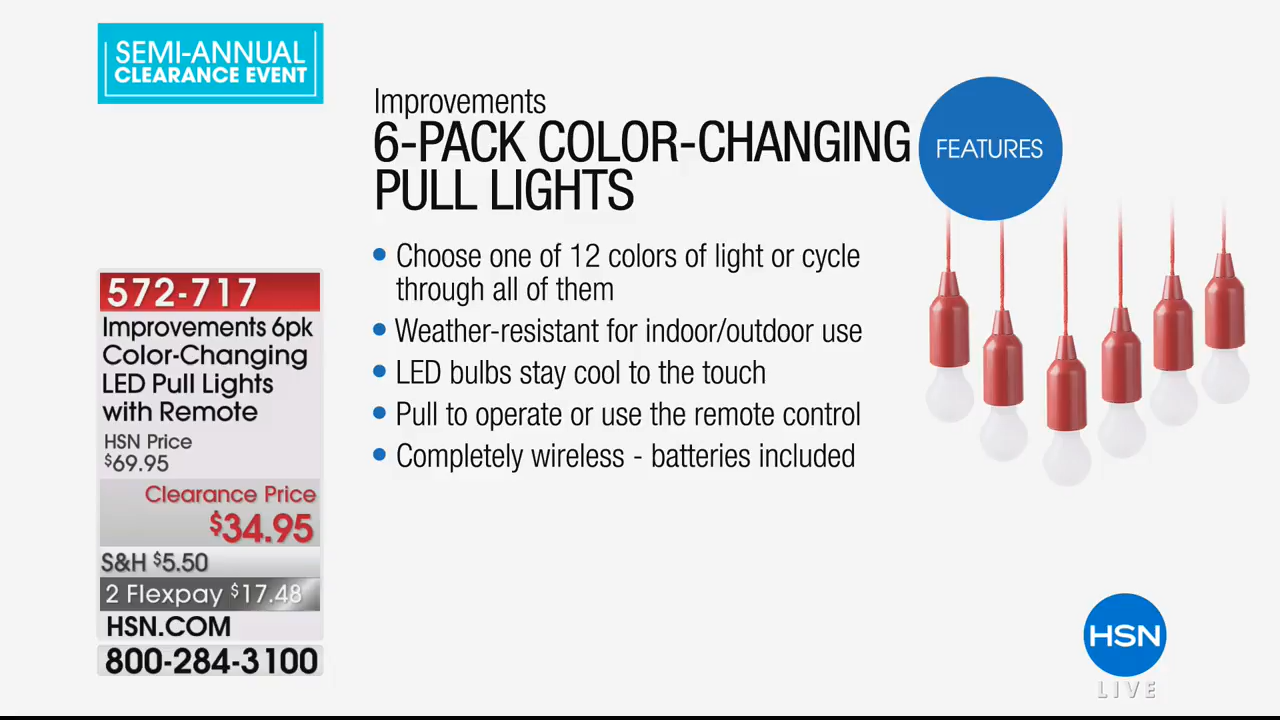 SEMI-ANNUAL
CLEARANCE EVENT
Improvements
6-PACK COLOR-CHANGING
PULL LIGHTS
FEATURES
• Choose one of 12 colors of light or cycle
through all of them
• Weather-resistant for indoor/outdoor use
• LED bulbs stay cool to the touch
• Pull to operate or use the remote control
• Completely wireless - batteries included
572-717
Improvements 6pk
Color-Changing
LED Pull Lights
with Remote
HSN Price
$69.95
Clearance Price
$34.95
S&H $5.50
2 Flexpay $17.48
HSN.COM
800-284-3100
HSN
LIVE